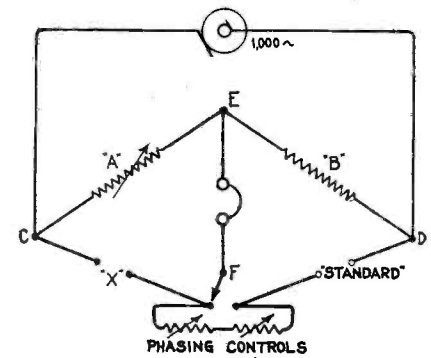 1,000~
E
"A"
"B"
C
D
"X"
F
"STANDARD"
PHASING CONTROLS